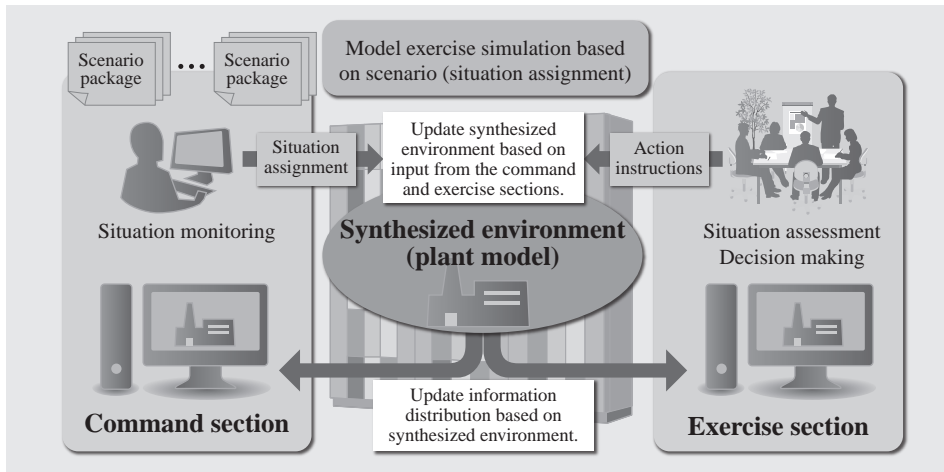 Scenario
package
...
Scenario
package
Model exercise simulation based
on scenario (situation assignment)
Situation
assignment
Update synthesized
environment based on
input from the command
and exercise sections.
Action
instructions
Situation monitoring
Synthesized environment
(plant model)
Situation assessment
Decision making
Command section
Update information
distribution based on
synthesized environment.
Exercise section